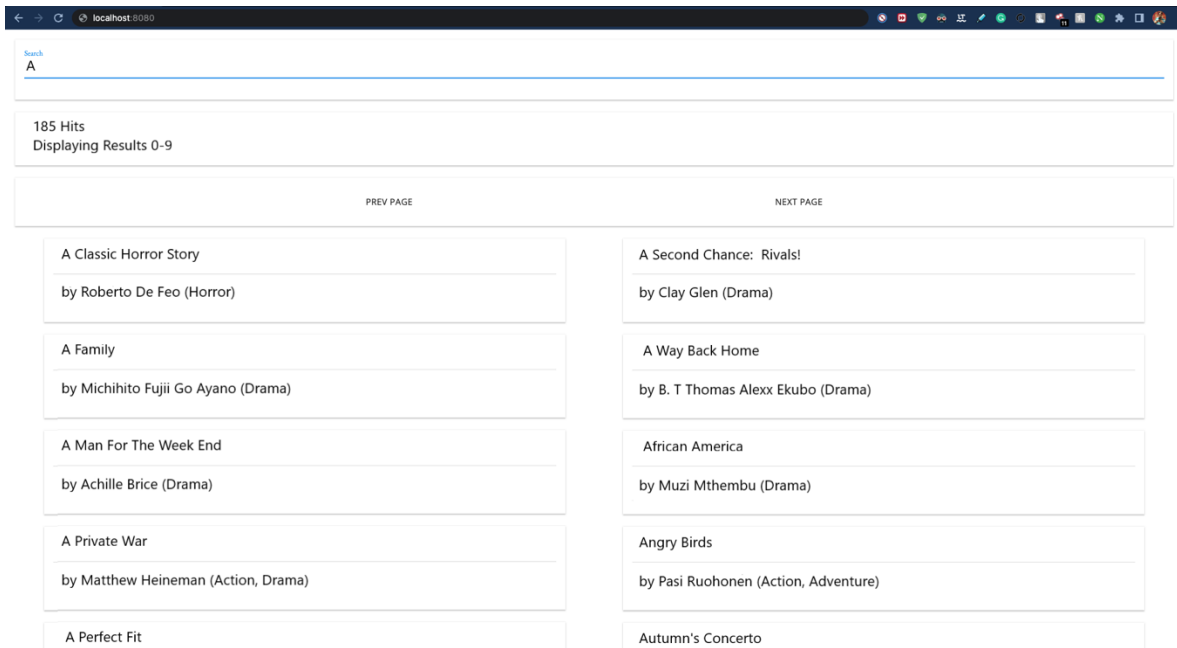 localhost:8080
11
Search
A
185 Hits
Displaying Results 0-9
PREV PAGE
NEXT PAGE
A Classic Horror Story
by Roberto De Feo (Horror)
A Second Chance: Rivals!
by Clay Glen (Drama)
A Family
by Michihito Fujii Go Ayano (Drama)
A Way Back Home
by B. T Thomas Alexx Ekubo (Drama)
A Man For The Week End
by Achille Brice (Drama)
African America
by Muzi Mthembu (Drama)
A Private War
by Matthew Heineman (Action, Drama)
Angry Birds
by Pasi Ruohonen (Action, Adventure)
A Perfect Fit
Autumn's Concerto